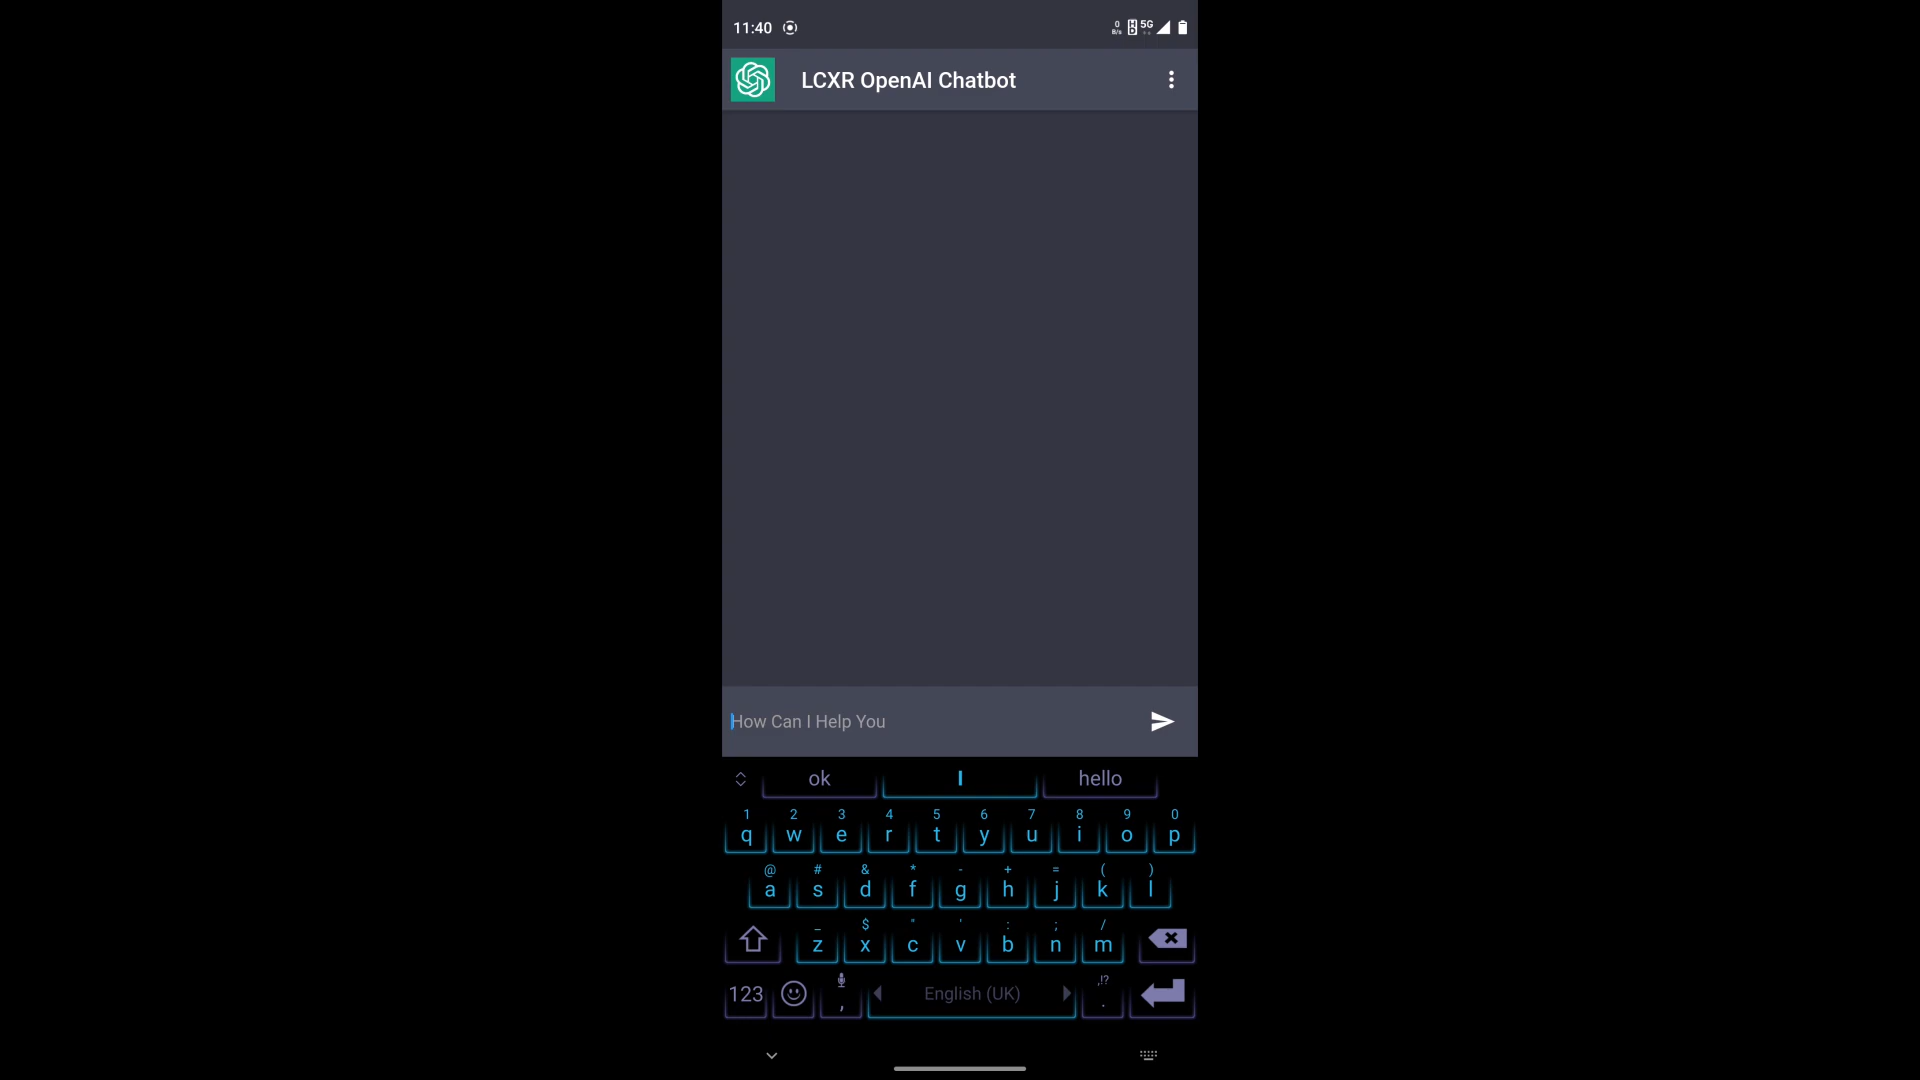 11:40
0 B/s 5G
LCXR OpenAI Chatbot
How Can I Help You
ok I hello
1 2 3 4 5 6 7 8 9 0
q w e r t y u i o p
@ # & * - + = ( )
a s d f g h j k l
_ $ " ' : ; /
z x c v b n m
,!?
123 , English (UK) .